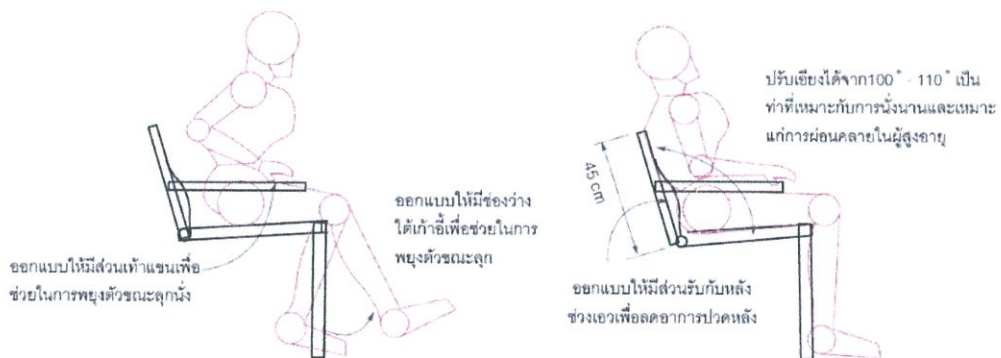 ออกแบบให้มีส่วนเท้าแขนเพื่อ
ช่วยในการพยุงตัวขณะลุกนั่ง
ออกแบบให้มีช่องว่าง
ใต้เก้าอี้เพื่อช่วยในการ
พยุงตัวขณะลุก
45 cm
ปรับเอียงได้จาก100° - 110° เป็น
ท่าที่เหมาะกับการนั่งนานและเหมาะ
แก่การผ่อนคลายในผู้สูงอายุ
ออกแบบให้มีส่วนรับกับหลัง
ช่วงเอวเพื่อลดอาการปวดหลัง